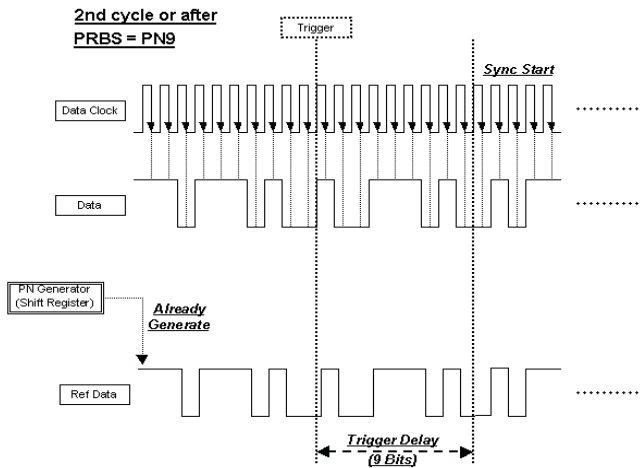 2nd cycle or after
PRBS = PN9
Trigger
Sync Start
Data Clock
Data
PN Generator
(Shift Register)
Already
Generate
Ref Data
Trigger Delay
(9 Bits)